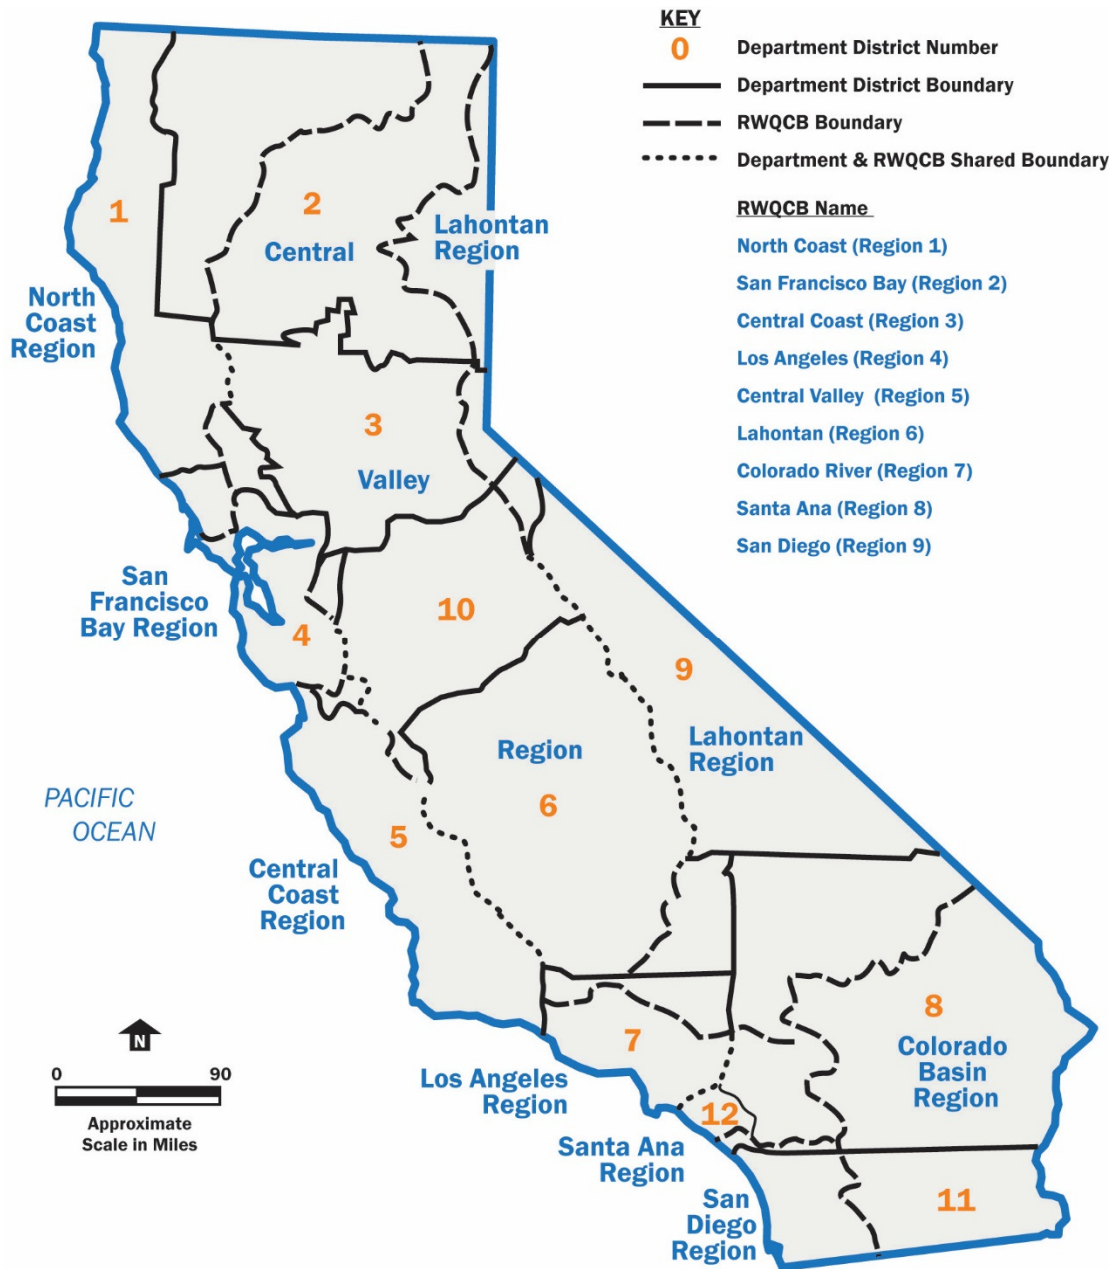 KEY
0
Department District Number
Department District Boundary
RWQCB Boundary
Department & RWQCB Shared Boundary
RWQCB Name
North Coast (Region 1)
San Francisco Bay (Region 2)
Central Coast (Region 3)
Los Angeles (Region 4)
Central Valley (Region 5)
Lahontan (Region 6)
Colorado River (Region 7)
Santa Ana (Region 8)
San Diego (Region 9)
1
2
Central
Lahontan
Region
North
Coast
Region
3
Valley
San
Francisco
Bay Region
4
10
9
Lahontan
Region
Region
6
PACIFIC
OCEAN
5
Central
Coast
Region
8
Colorado
Basin
Region
7
Los Angeles
Region
12
Santa Ana
Region
11
San
Diego
Region
N
0 90
Approximate
Scale in Miles